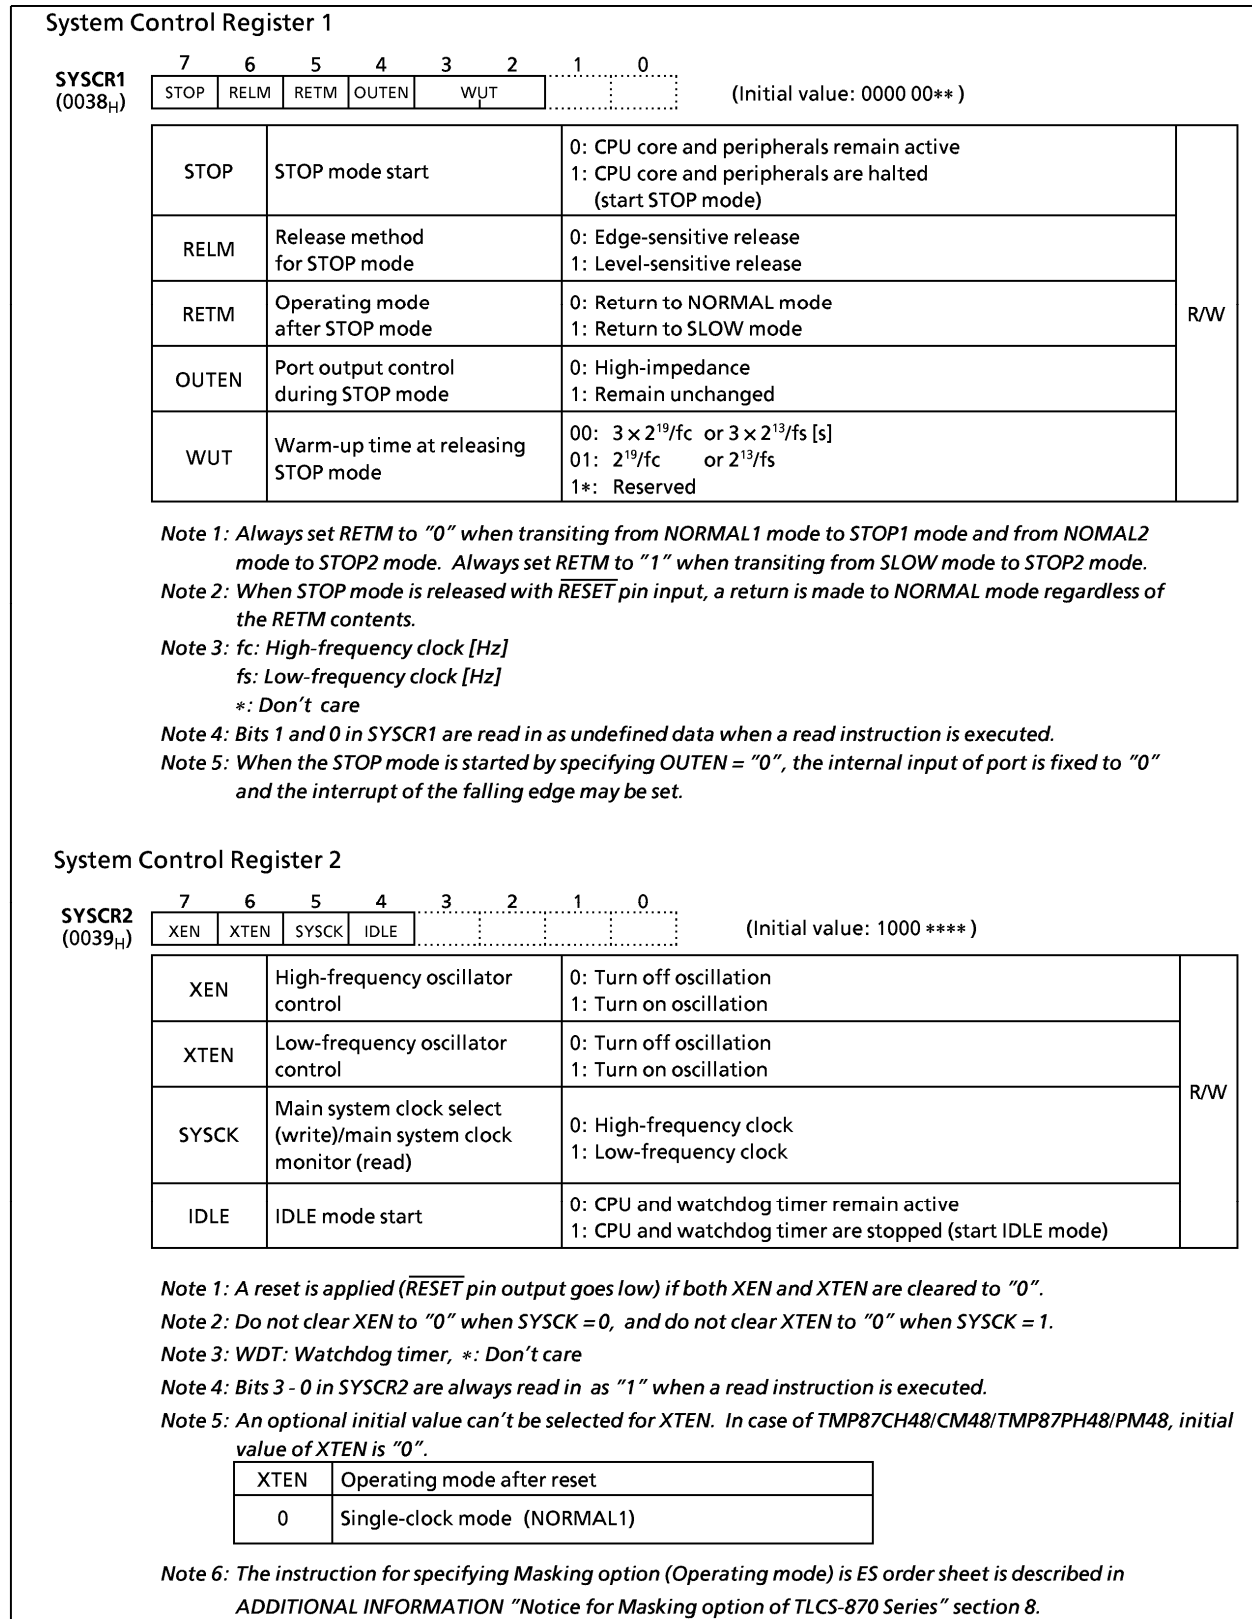 System Control Register 1
7 6 5 4 3 2 1 0
SYSCR1
(0038H)
STOP RELM RETM OUTEN WUT
(Initial value: 0000 00** )
STOP
STOP mode start
0: CPU core and peripherals remain active
1: CPU core and peripherals are halted
(start STOP mode)
RELM
Release method
for STOP mode
0: Edge-sensitive release
1: Level-sensitive release
RETM
Operating mode
after STOP mode
0: Return to NORMAL mode
1: Return to SLOW mode
OUTEN
Port output control
during STOP mode
0: High-impedance
1: Remain unchanged
WUT
Warm-up time at releasing
STOP mode
00: 3 × 2¹⁹/fc or 3 × 2¹³/fs [s]
01: 2¹⁹/fc or 2¹³/fs
1*: Reserved
R/W
Note 1: Always set RETM to "0" when transiting from NORMAL1 mode to STOP1 mode and from NOMAL2
mode to STOP2 mode. Always set RETM to "1" when transiting from SLOW mode to STOP2 mode.
Note 2: When STOP mode is released with RESET pin input, a return is made to NORMAL mode regardless of
the RETM contents.
Note 3: fc: High-frequency clock [Hz]
fs: Low-frequency clock [Hz]
*: Don't care
Note 4: Bits 1 and 0 in SYSCR1 are read in as undefined data when a read instruction is executed.
Note 5: When the STOP mode is started by specifying OUTEN = "0", the internal input of port is fixed to "0"
and the interrupt of the falling edge may be set.
System Control Register 2
7 6 5 4 3 2 1 0
SYSCR2
(0039H)
XEN XTEN SYSCK IDLE
(Initial value: 1000 **** )
XEN
High-frequency oscillator
control
0: Turn off oscillation
1: Turn on oscillation
XTEN
Low-frequency oscillator
control
0: Turn off oscillation
1: Turn on oscillation
SYSCK
Main system clock select
(write)/main system clock
monitor (read)
0: High-frequency clock
1: Low-frequency clock
IDLE
IDLE mode start
0: CPU and watchdog timer remain active
1: CPU and watchdog timer are stopped (start IDLE mode)
R/W
Note 1: A reset is applied (RESET pin output goes low) if both XEN and XTEN are cleared to "0".
Note 2: Do not clear XEN to "0" when SYSCK = 0, and do not clear XTEN to "0" when SYSCK = 1.
Note 3: WDT: Watchdog timer, *: Don't care
Note 4: Bits 3 - 0 in SYSCR2 are always read in as "1" when a read instruction is executed.
Note 5: An optional initial value can't be selected for XTEN. In case of TMP87CH48/CM48/TMP87PH48/PM48, initial
value of XTEN is "0".
XTEN Operating mode after reset
0 Single-clock mode (NORMAL1)
Note 6: The instruction for specifying Masking option (Operating mode) is ES order sheet is described in
ADDITIONAL INFORMATION "Notice for Masking option of TLCS-870 Series" section 8.